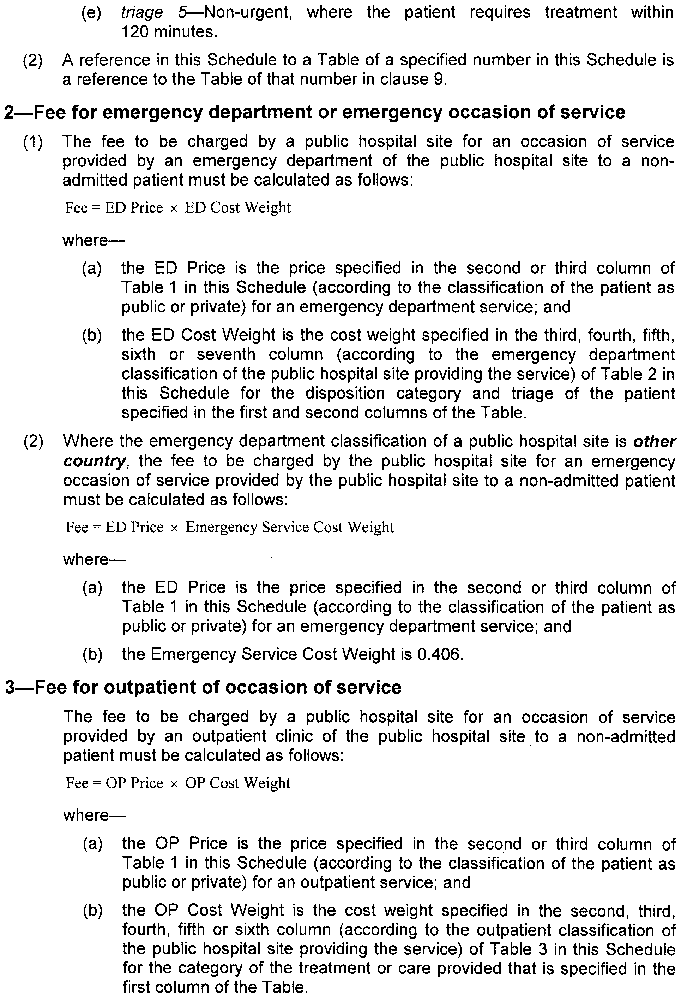 (e) triage 5—Non-urgent, where the patient requires treatment within
120 minutes.
(2) A reference in this Schedule to a Table of a specified number in this Schedule is
a reference to the Table of that number in clause 9.
2—Fee for emergency department or emergency occasion of service
(1) The fee to be charged by a public hospital site for an occasion of service
provided by an emergency department of the public hospital site to a non-
admitted patient must be calculated as follows:
Fee = ED Price × ED Cost Weight
where—
(a) the ED Price is the price specified in the second or third column of
Table 1 in this Schedule (according to the classification of the patient as
public or private) for an emergency department service; and
(b) the ED Cost Weight is the cost weight specified in the third, fourth, fifth,
sixth or seventh column (according to the emergency department
classification of the public hospital site providing the service) of Table 2 in
this Schedule for the disposition category and triage of the patient
specified in the first and second columns of the Table.
(2) Where the emergency department classification of a public hospital site is other
country, the fee to be charged by the public hospital site for an emergency
occasion of service provided by the public hospital site to a non-admitted patient
must be calculated as follows:
Fee = ED Price × Emergency Service Cost Weight
where—
(a) the ED Price is the price specified in the second or third column of
Table 1 in this Schedule (according to the classification of the patient as
public or private) for an emergency department service; and
(b) the Emergency Service Cost Weight is 0.406.
3—Fee for outpatient of occasion of service
The fee to be charged by a public hospital site for an occasion of service
provided by an outpatient clinic of the public hospital site to a non-admitted
patient must be calculated as follows:
Fee = OP Price × OP Cost Weight
where—
(a) the OP Price is the price specified in the second or third column of
Table 1 in this Schedule (according to the classification of the patient as
public or private) for an outpatient service; and
(b) the OP Cost Weight is the cost weight specified in the second, third,
fourth, fifth or sixth column (according to the outpatient classification of
the public hospital site providing the service) of Table 3 in this Schedule
for the category of the treatment or care provided that is specified in the
first column of the Table.